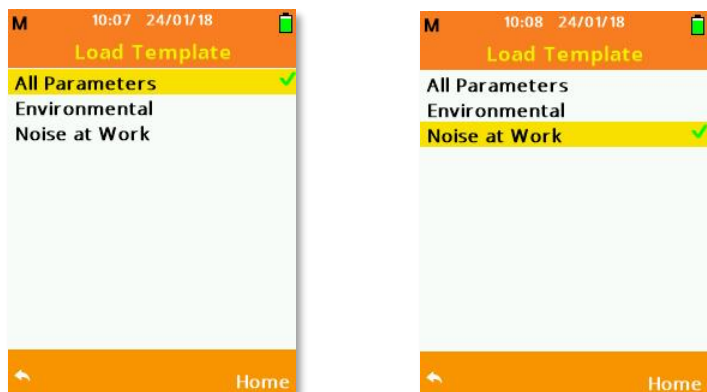 M 10:07 24/01/18
Load Template
All Parameters
Environmental
Noise at Work
Home
M 10:08 24/01/18
Load Template
All Parameters
Environmental
Noise at Work
Home